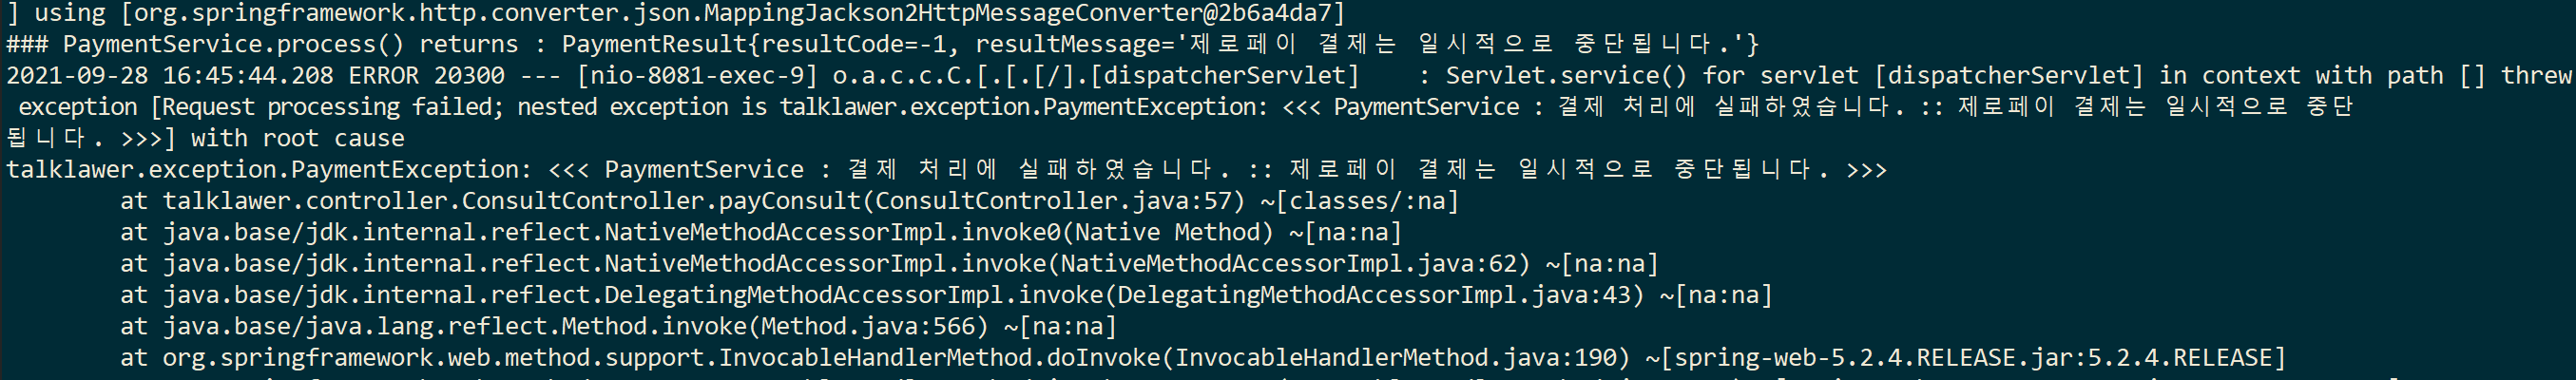 ] using [org.springframework.http.converter.json.MappingJackson2HttpMessageConverter@2b6a4da7]
### PaymentService.process() returns : PaymentResult{resultCode=-1, resultMessage='제로페이 결제는 일시적으로 중단됩니다.'}
2021-09-28 16:45:44.208 ERROR 20300 --- [nio-8081-exec-9] o.a.c.c.C.[.[.[/].[dispatcherServlet]    : Servlet.service() for servlet [dispatcherServlet] in context with path [] threw
 exception [Request processing failed; nested exception is talklawer.exception.PaymentException: <<< PaymentService : 결제 처리에 실패하였습니다. :: 제로페이 결제는 일시적으로 중단
됩니다. >>>] with root cause
talklawer.exception.PaymentException: <<< PaymentService : 결제 처리에 실패하였습니다. :: 제로페이 결제는 일시적으로 중단됩니다. >>>
        at talklawer.controller.ConsultController.payConsult(ConsultController.java:57) ~[classes/:na]
        at java.base/jdk.internal.reflect.NativeMethodAccessorImpl.invoke0(Native Method) ~[na:na]
        at java.base/jdk.internal.reflect.NativeMethodAccessorImpl.invoke(NativeMethodAccessorImpl.java:62) ~[na:na]
        at java.base/jdk.internal.reflect.DelegatingMethodAccessorImpl.invoke(DelegatingMethodAccessorImpl.java:43) ~[na:na]
        at java.base/java.lang.reflect.Method.invoke(Method.java:566) ~[na:na]
        at org.springframework.web.method.support.InvocableHandlerMethod.doInvoke(InvocableHandlerMethod.java:190) ~[spring-web-5.2.4.RELEASE.jar:5.2.4.RELEASE]